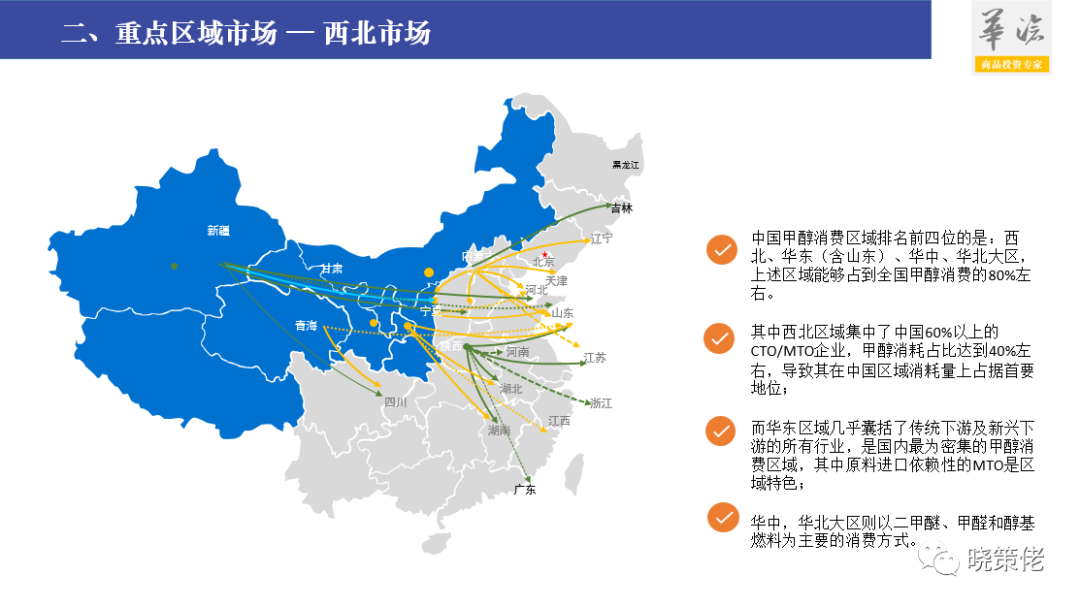 二、重点区域市场 — 西北市场
華滄
商品投资专家
黑龙江
吉林
辽宁
新疆
北京
甘肃
天津
河北
宁夏
山东
青海
陕西
河南
江苏
湖北
四川
浙江
江西
湖南
广东
中国甲醇消费区域排名前四位的是：西
北、华东（含山东）、华中、华北大区，
上述区域能够占到全国甲醇消费的80%左
右。
其中西北区域集中了中国60%以上的
CTO/MTO企业，甲醇消耗占比达到40%左
右，导致其在中国区域消耗量上占据首要
地位；
而华东区域几乎囊括了传统下游及新兴下
游的所有行业，是国内最为密集的甲醇消
费区域，其中原料进口依赖性的MTO是区
域特色；
华中，华北大区则以二甲醚、甲醛和醇基
燃料为主要的消费方式。
晓策佬